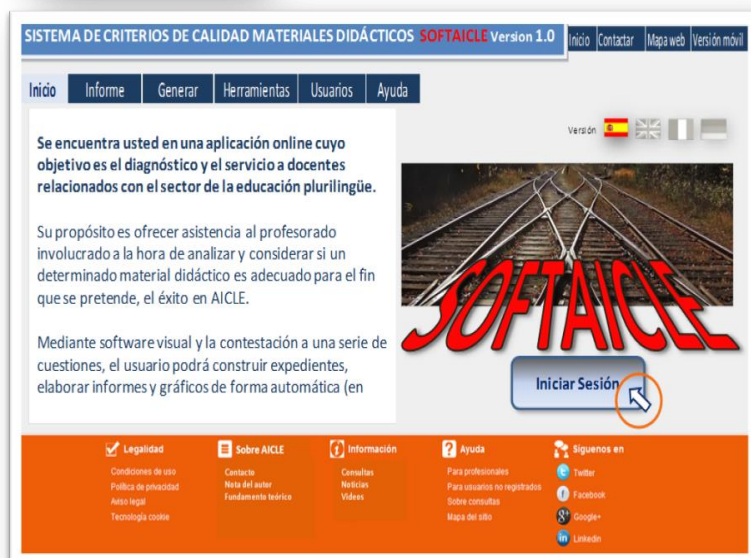 SISTEMA DE CRITERIOS DE CALIDAD MATERIALES DIDÁCTICOS SOFTAICLE Version 1.0
Inicio Contactar Mapa web Versión móvil
Inicio Informe Generar Herramientas Usuarios Ayuda
Versión
Se encuentra usted en una aplicación online cuyo
objetivo es el diagnóstico y el servicio a docentes
relacionados con el sector de la educación plurilingüe.
Su propósito es ofrecer asistencia al profesorado
involucrado a la hora de analizar y considerar si un
determinado material didáctico es adecuado para el fin
que se pretende, el éxito en AICLE.
Mediante software visual y la contestación a una serie de
cuestiones, el usuario podrá construir expedientes,
elaborar informes y gráficos de forma automática (en
SOFTAICLE
Iniciar Sesión
Legalidad
Condiciones de uso
Política de privacidad
Aviso legal
Tecnología cookie
Sobre AICLE
Contacto
Nota del autor
Fundamento teórico
Información
Consultas
Noticias
Videos
Ayuda
Para profesionales
Para usuarios no registrados
Sobre consultas
Mapa del sitio
Síguenos en
Twitter
Facebook
Google+
Linkedin